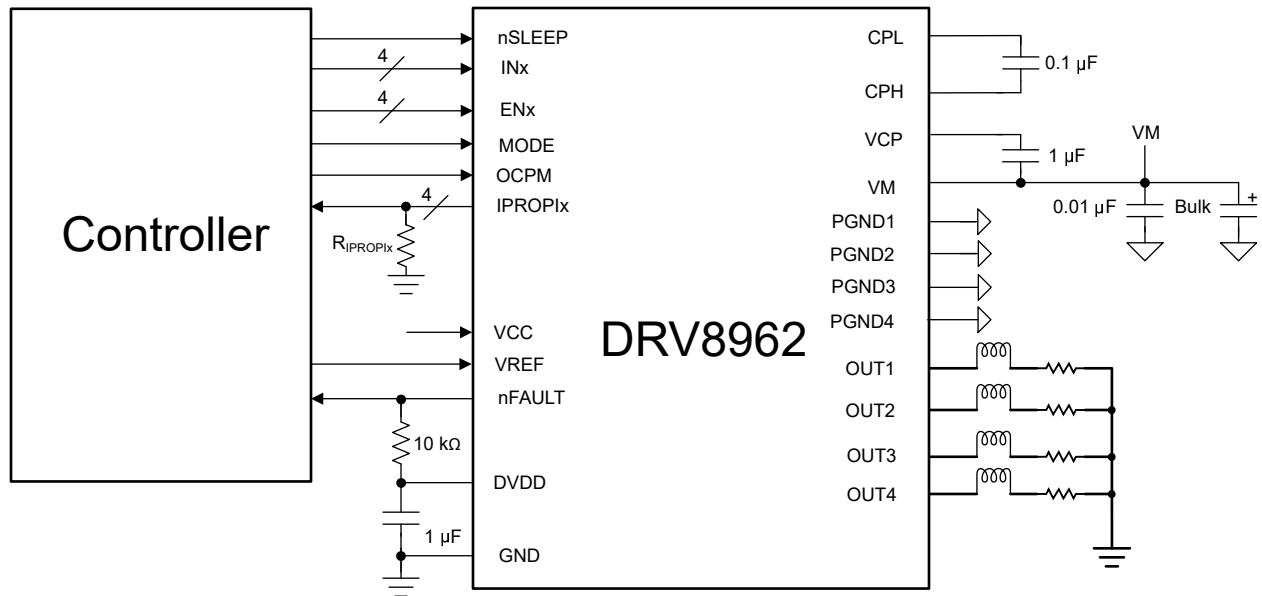 Controller
nSLEEP
4
INx
4
ENx
MODE
OCPM
4
IPROPIx
RIPROPIx
VCC
VREF
nFAULT
10 kΩ
DVDD
1 µF
GND
DRV8962
CPL
0.1 µF
CPH
VCP
1 µF
VM
VM
0.01 µF
Bulk
+
PGND1
PGND2
PGND3
PGND4
OUT1
OUT2
OUT3
OUT4